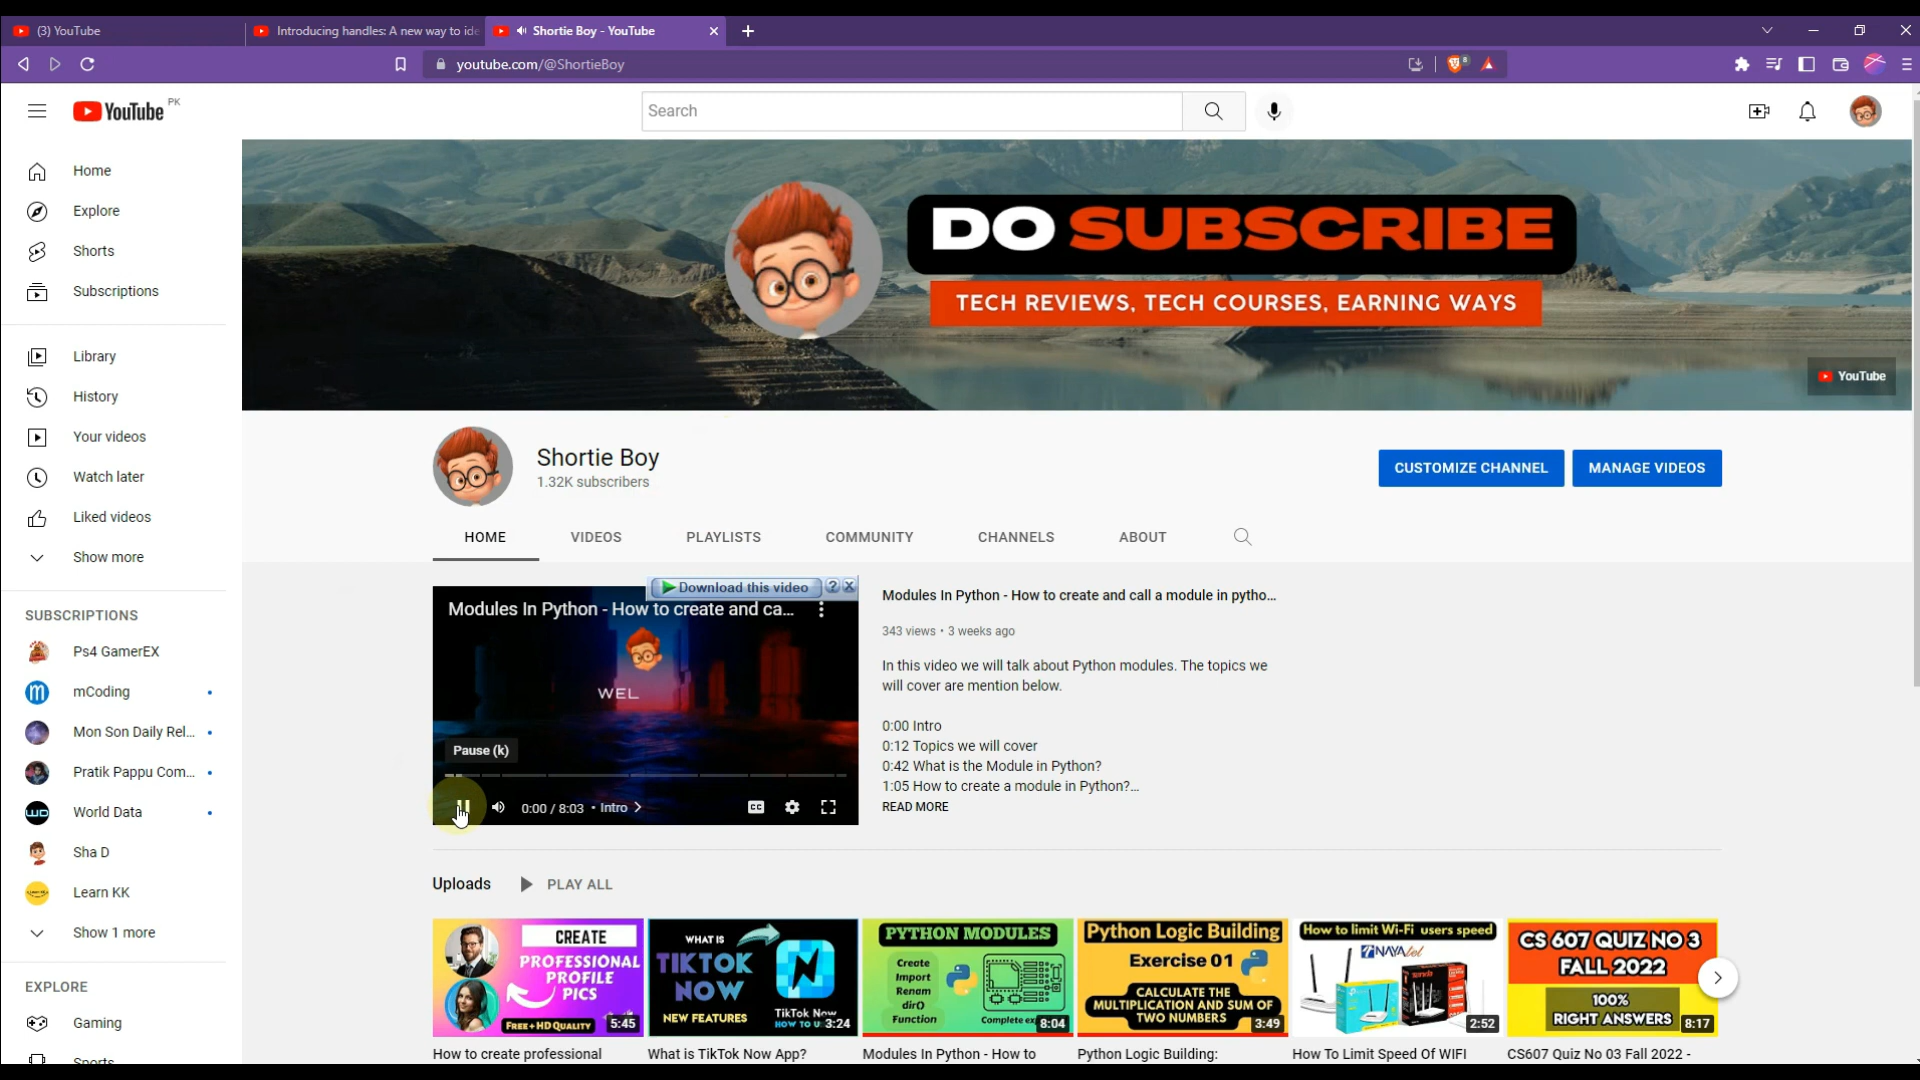 (3) YouTube
Introducing handles: A new way to ide
Shortie Boy - YouTube
youtube.com/@ShortieBoy
8
YouTube PK
Search
Home
Explore
Shorts
Subscriptions
Library
History
Your videos
Watch later
Liked videos
Show more
SUBSCRIPTIONS
Ps4 GamerEX
mCoding
Mon Son Daily Rel...
Pratik Pappu Com...
World Data
Sha D
Learn KK
Show 1 more
EXPLORE
Gaming
Sports
DO SUBSCRIBE
TECH REVIEWS, TECH COURSES, EARNING WAYS
YouTube
Shortie Boy
1.32K subscribers
CUSTOMIZE CHANNEL
MANAGE VIDEOS
HOME
VIDEOS
PLAYLISTS
COMMUNITY
CHANNELS
ABOUT
Download this video
Modules In Python - How to create and ca...
WEL
Pause (k)
0:00 / 8:03 • Intro
CC
Modules In Python - How to create and call a module in pytho...
343 views • 3 weeks ago
In this video we will talk about Python modules. The topics we
will cover are mention below.
0:00 Intro
0:12 Topics we will cover
0:42 What is the Module in Python?
1:05 How to create a module in Python?...
READ MORE
Uploads
PLAY ALL
CREATE
PROFESSIONAL
PROFILE
PICS
FREE+HD QUALITY
5:45
How to create professional
WHAT IS
TIKTOK
NOW
NEW FEATURES
TikTok Now
HOW TO U
3:24
What is TikTok Now App?
PYTHON MODULES
Create
Import
Renam
dir()
Function
Complete ex
8:04
Modules In Python - How to
Python Logic Building
Exercise 01
CALCULATE THE
MULTIPLICATION AND SUM OF
TWO NUMBERS
3:49
Python Logic Building:
How to limit Wi-Fi users speed
NAYAtel
Tenda
2:52
How To Limit Speed Of WIFI
CS 607 QUIZ NO 3
FALL 2022
100%
RIGHT ANSWERS
8:17
CS607 Quiz No 03 Fall 2022 -